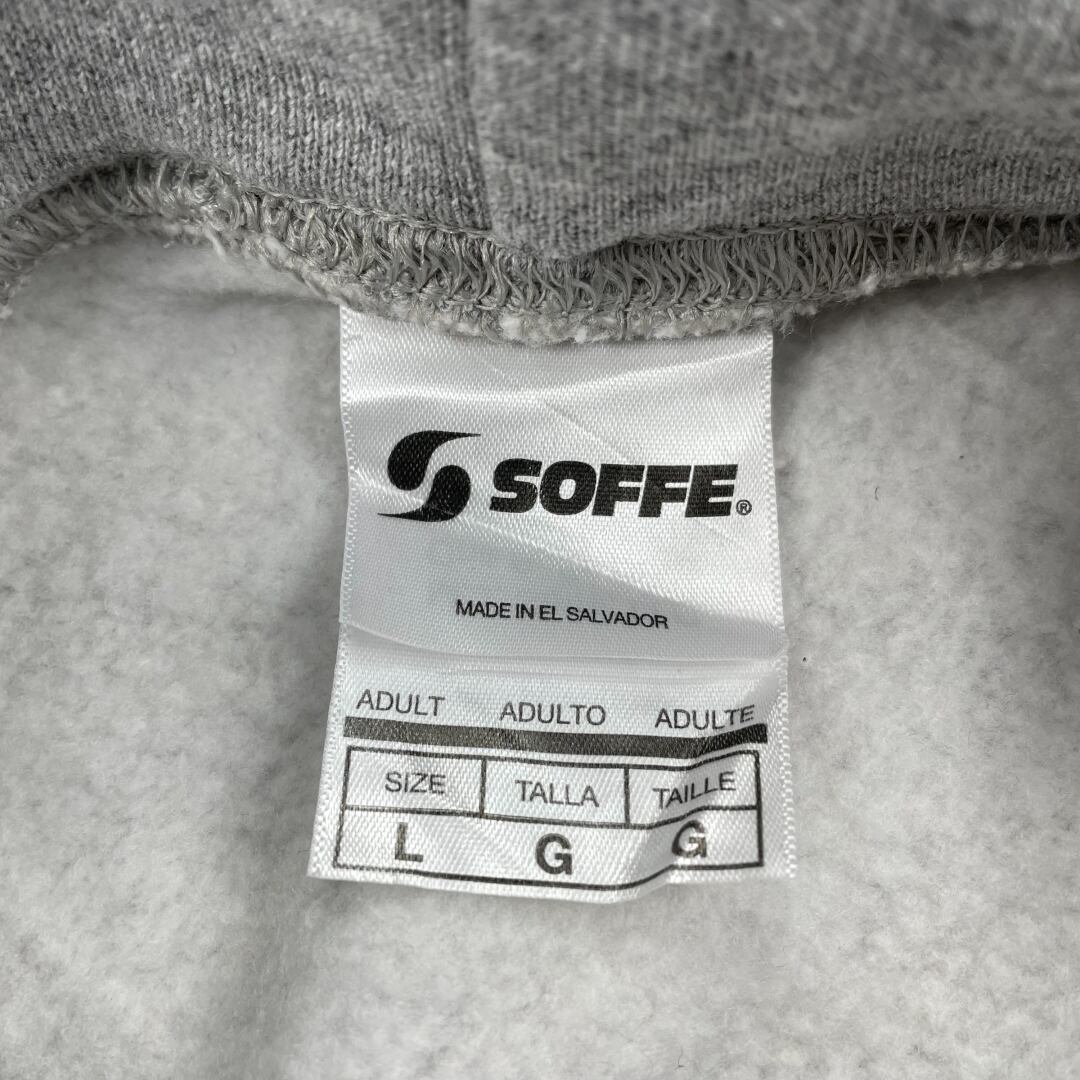 SOFFE®
MADE IN EL SALVADOR
ADULT ADULTO ADULTE
SIZE TALLA TAILLE
L G G